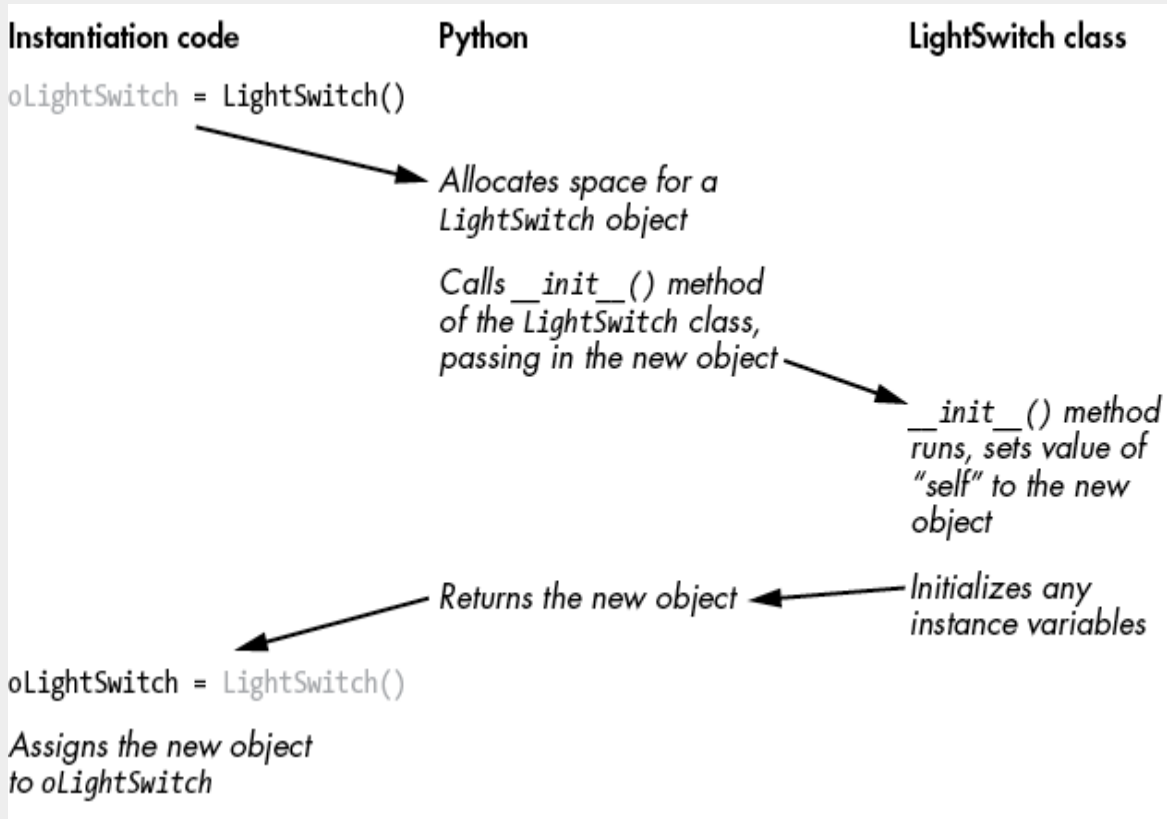 Instantiation code
Python
LightSwitch class
oLightSwitch = LightSwitch()
Allocates space for a
LightSwitch object
Calls __init__() method
of the LightSwitch class,
passing in the new object
__init__() method
runs, sets value of
“self” to the new
object
Initializes any
instance variables
Returns the new object
oLightSwitch = LightSwitch()
Assigns the new object
to oLightSwitch